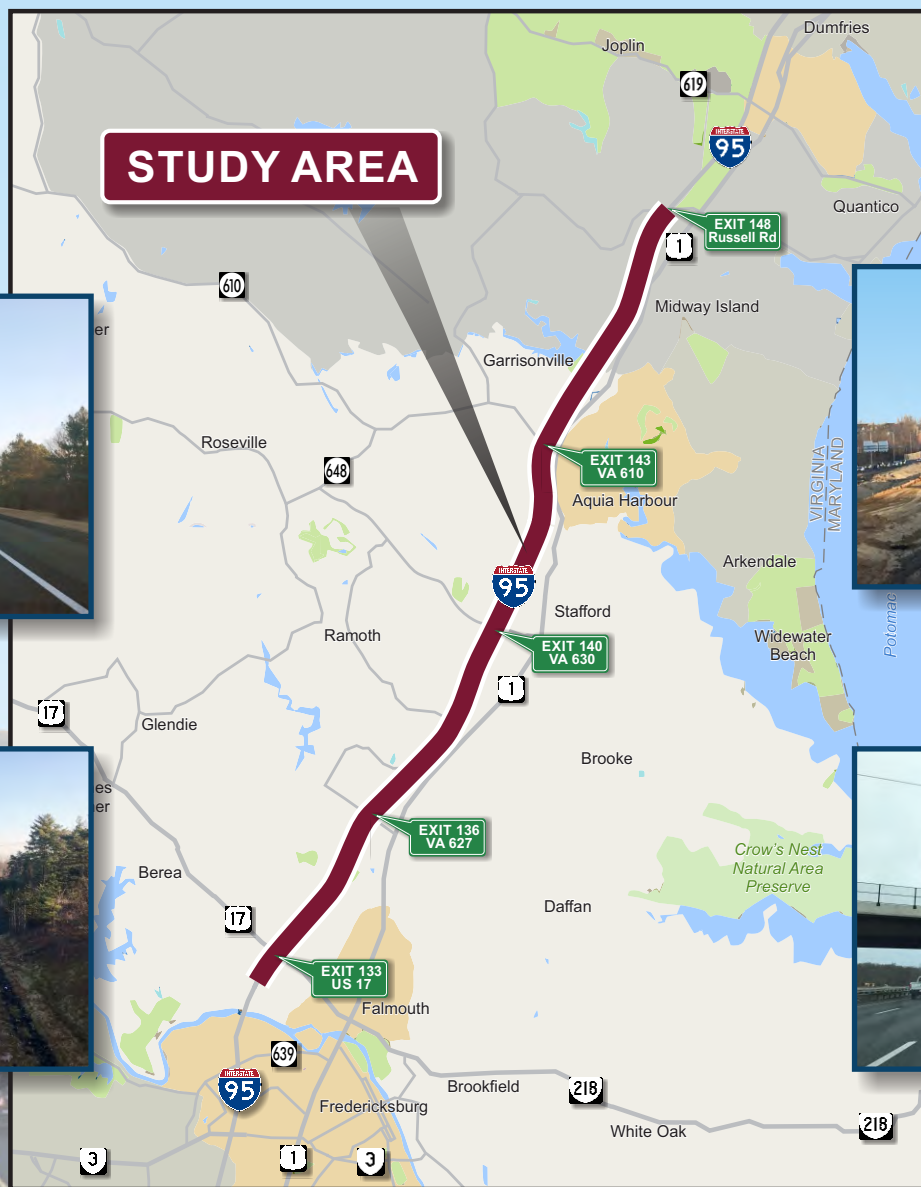 Dumfries
Joplin
619
INTERSTATE
95
STUDY AREA
Quantico
EXIT 148
Russell Rd
1
610
Midway Island
er
Garrisonville
Roseville
648
EXIT 143
VA 610
Aquia Harbour
VIRGINIA
MARYLAND
Arkendale
INTERSTATE
95
Stafford
Potomac
Ramoth
Widewater
Beach
EXIT 140
VA 630
1
17
Glendie
Brooke
es
er
EXIT 136
VA 627
Crow's Nest
Natural Area
Preserve
Berea
Daffan
17
EXIT 133
US 17
Falmouth
639
INTERSTATE
95
Brookfield
218
Fredericksburg
White Oak
218
3
1
3